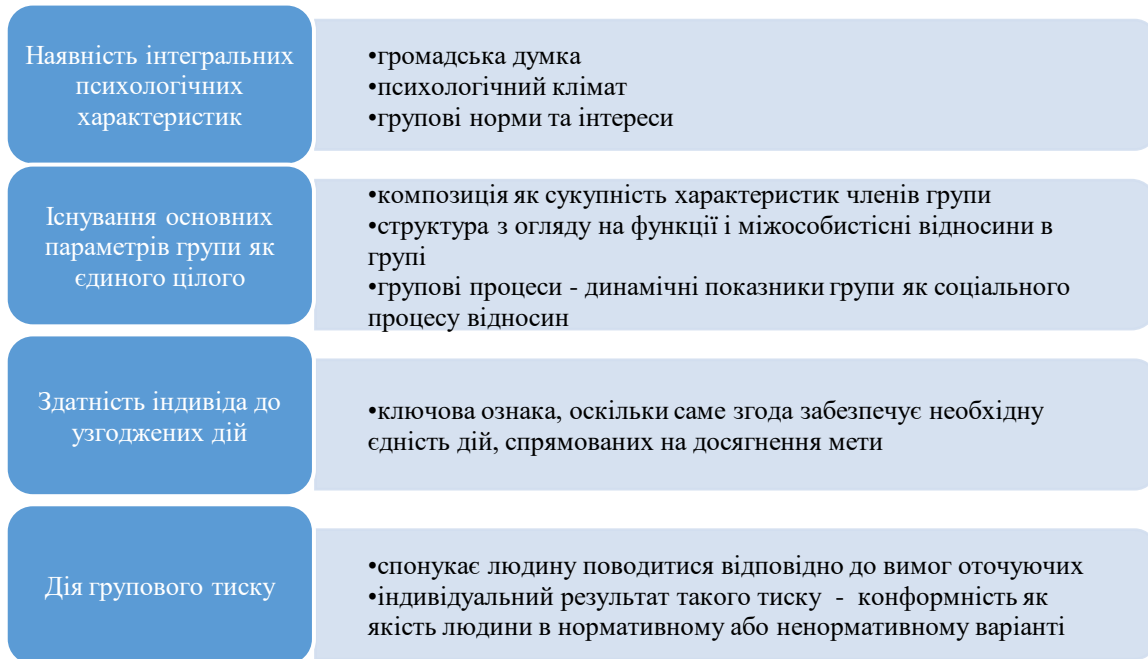 Наявність інтегральних
психологічних
характеристик
•громадська думка
•психологічний клімат
•групові норми та інтереси
Існування основних
параметрів групи як
єдиного цілого
•композиція як сукупність характеристик членів групи
•структура з огляду на функції і міжособистісні відносини в
групі
•групові процеси - динамічні показники групи як соціального
процесу відносин
Здатність індивіда до
узгоджених дій
•ключова ознака, оскільки саме згода забезпечує необхідну
єдність дій, спрямованих на досягнення мети
Дія групового тиску
•спонукає людину поводитися відповідно до вимог оточуючих
•індивідуальний результат такого тиску - конформність як
якість людини в нормативному або ненормативному варіанті